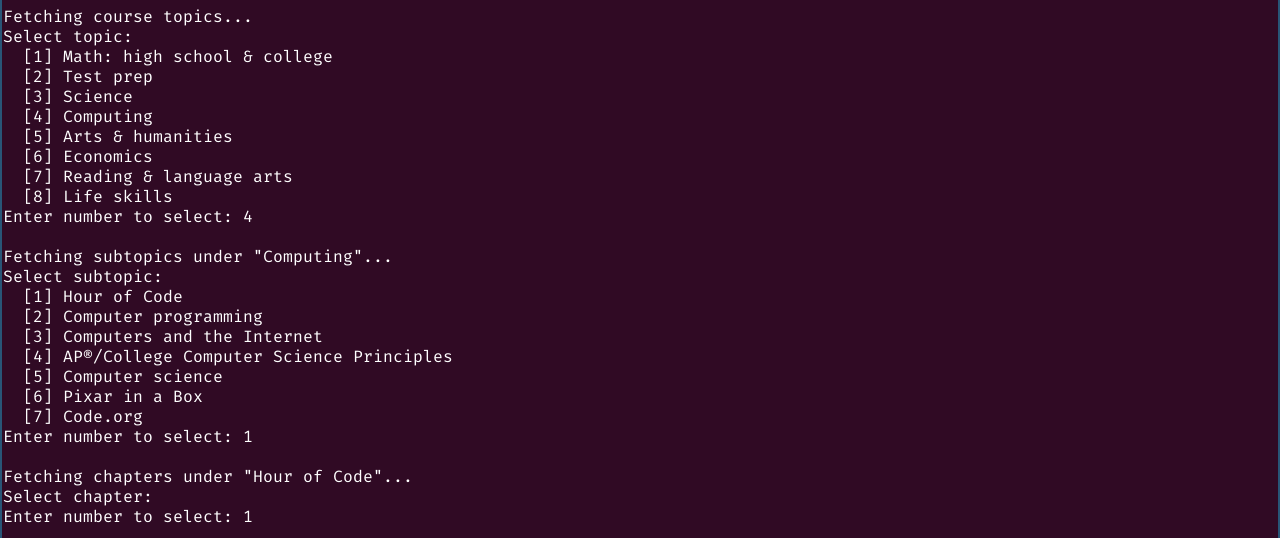 Fetching course topics...
Select topic:
  [1] Math: high school & college
  [2] Test prep
  [3] Science
  [4] Computing
  [5] Arts & humanities
  [6] Economics
  [7] Reading & language arts
  [8] Life skills
Enter number to select: 4

Fetching subtopics under "Computing"...
Select subtopic:
  [1] Hour of Code
  [2] Computer programming
  [3] Computers and the Internet
  [4] AP®/College Computer Science Principles
  [5] Computer science
  [6] Pixar in a Box
  [7] Code.org
Enter number to select: 1

Fetching chapters under "Hour of Code"...
Select chapter:
Enter number to select: 1